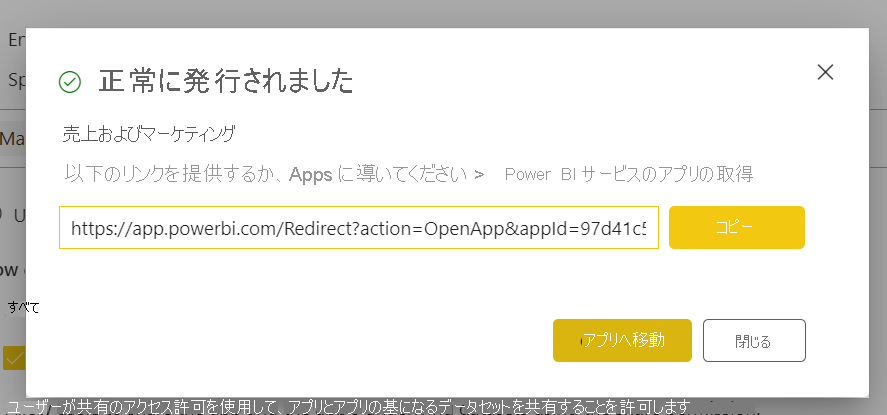 En
正常に発行されました
Sp
売上およびマーケティング
Ma
以下のリンクを提供するか、Apps に導いてください > Power BI サービスのアプリの取得
U
https://app.powerbi.com/Redirect?action=OpenApp&appId=97d41c5
コピー
ow
すべて
アプリへ移動
閉じる
ユーザーが共有のアクセス許可を使用して、アプリとアプリの基になるデータセットを共有することを許可します